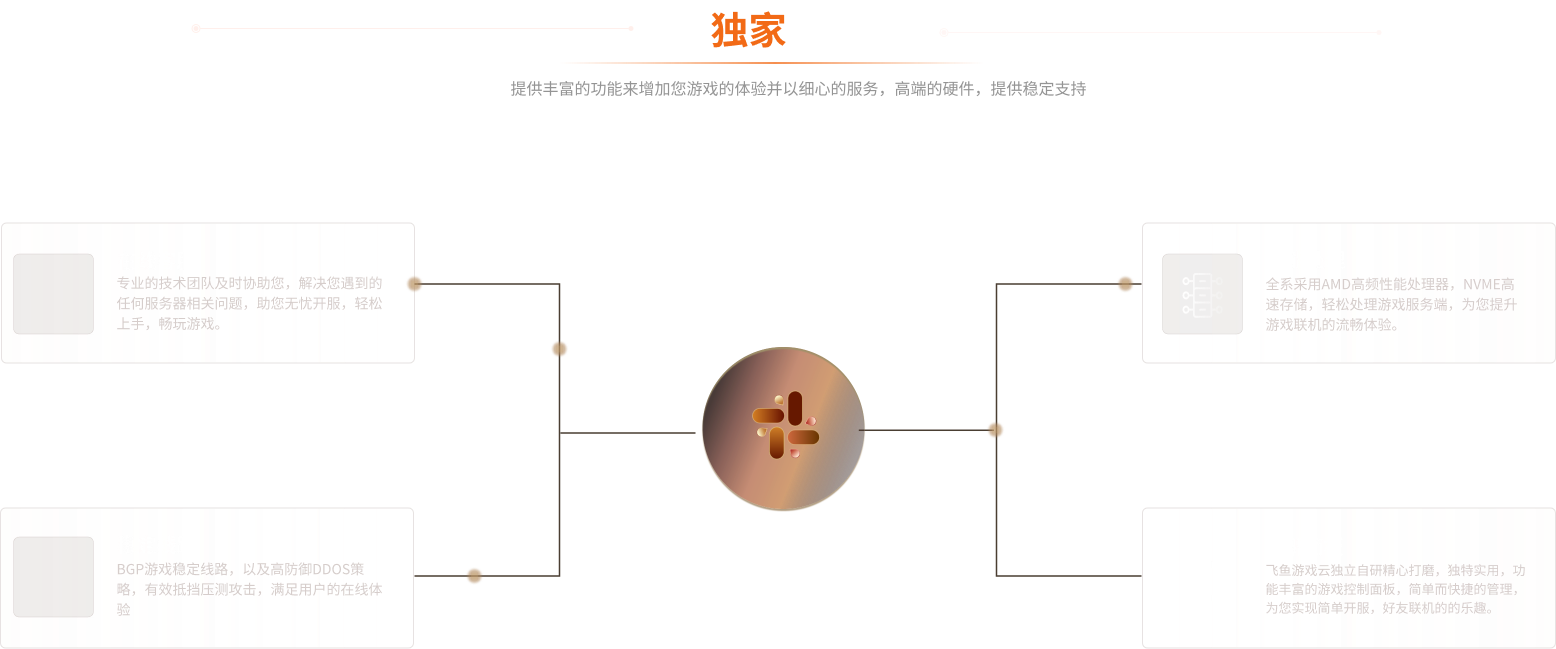 独家
提供丰富的功能来增加您游戏的体验并以细心的服务，高端的硬件，提供稳定支持
专业的技术团队及时协助您，解决您遇到的
任何服务器相关问题，助您无忧开服，轻松
上手，畅玩游戏。
全系采用AMD高频性能处理器，NVME高
速存储，轻松处理游戏服务端，为您提升
游戏联机的流畅体验。
BGP游戏稳定线路，以及高防御DDOS策
略，有效抵挡压测攻击，满足用户的在线体
验
飞鱼游戏云独立自研精心打磨，独特实用，功
能丰富的游戏控制面板，简单而快捷的管理，
为您实现简单开服，好友联机的的乐趣。